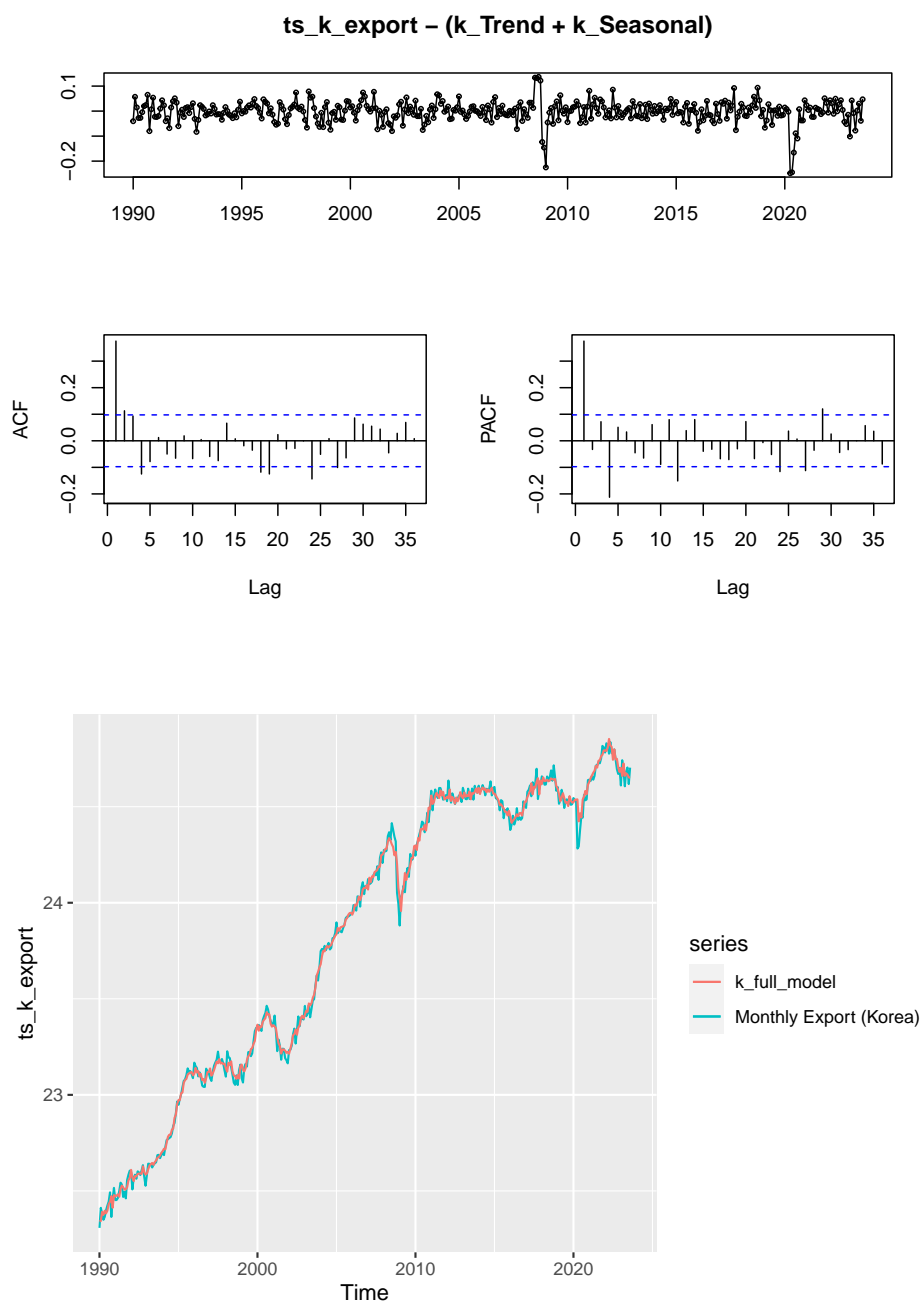 ts_k_export − (k_Trend + k_Seasonal)
0.1
−0.2
1990 1995 2000 2005 2010 2015 2020
ACF
0.2
0.0
−0.2
0 5 10 15 20 25 30 35
Lag
PACF
0.2
0.0
−0.2
0 5 10 15 20 25 30 35
Lag
ts_k_export
24
23
1990 2000 2010 2020
Time
series
k_full_model
Monthly Export (Korea)